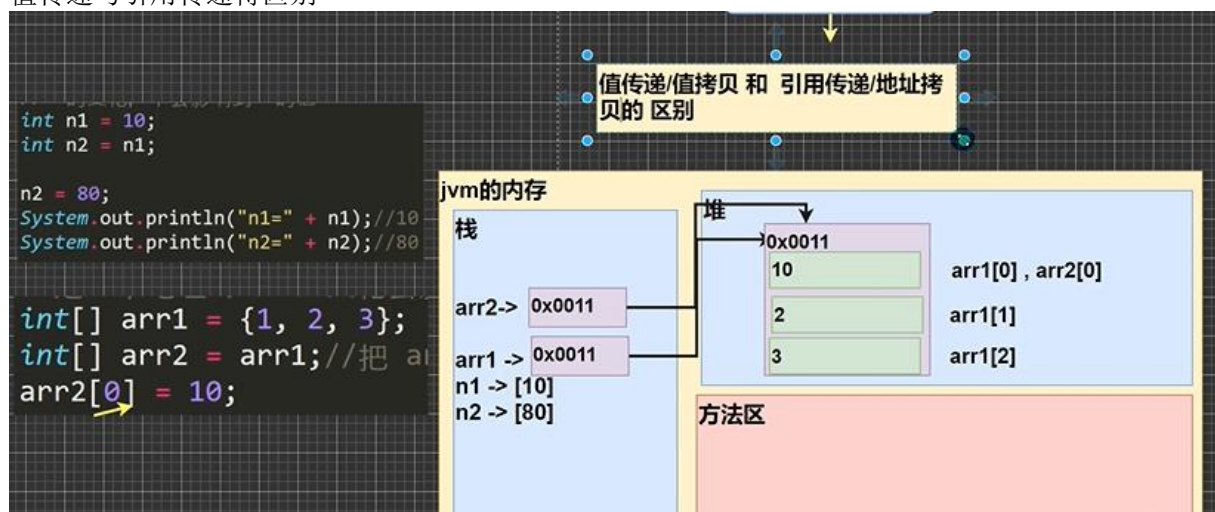 值传递/值拷贝 和 引用传递/地址拷
贝的 区别
int n1 = 10;
int n2 = n1;
n2 = 80;
System.out.println("n1=" + n1);//10
System.out.println("n2=" + n2);//80
int[] arr1 = {1, 2, 3};
int[] arr2 = arr1;//把
arr2[0] = 10;
jvm的内存
栈
arr2-> 0x0011
arr1 -> 0x0011
n1 -> [10]
n2 -> [80]
堆
0x0011
10 arr1[0] , arr2[0]
2 arr1[1]
3 arr1[2]
方法区